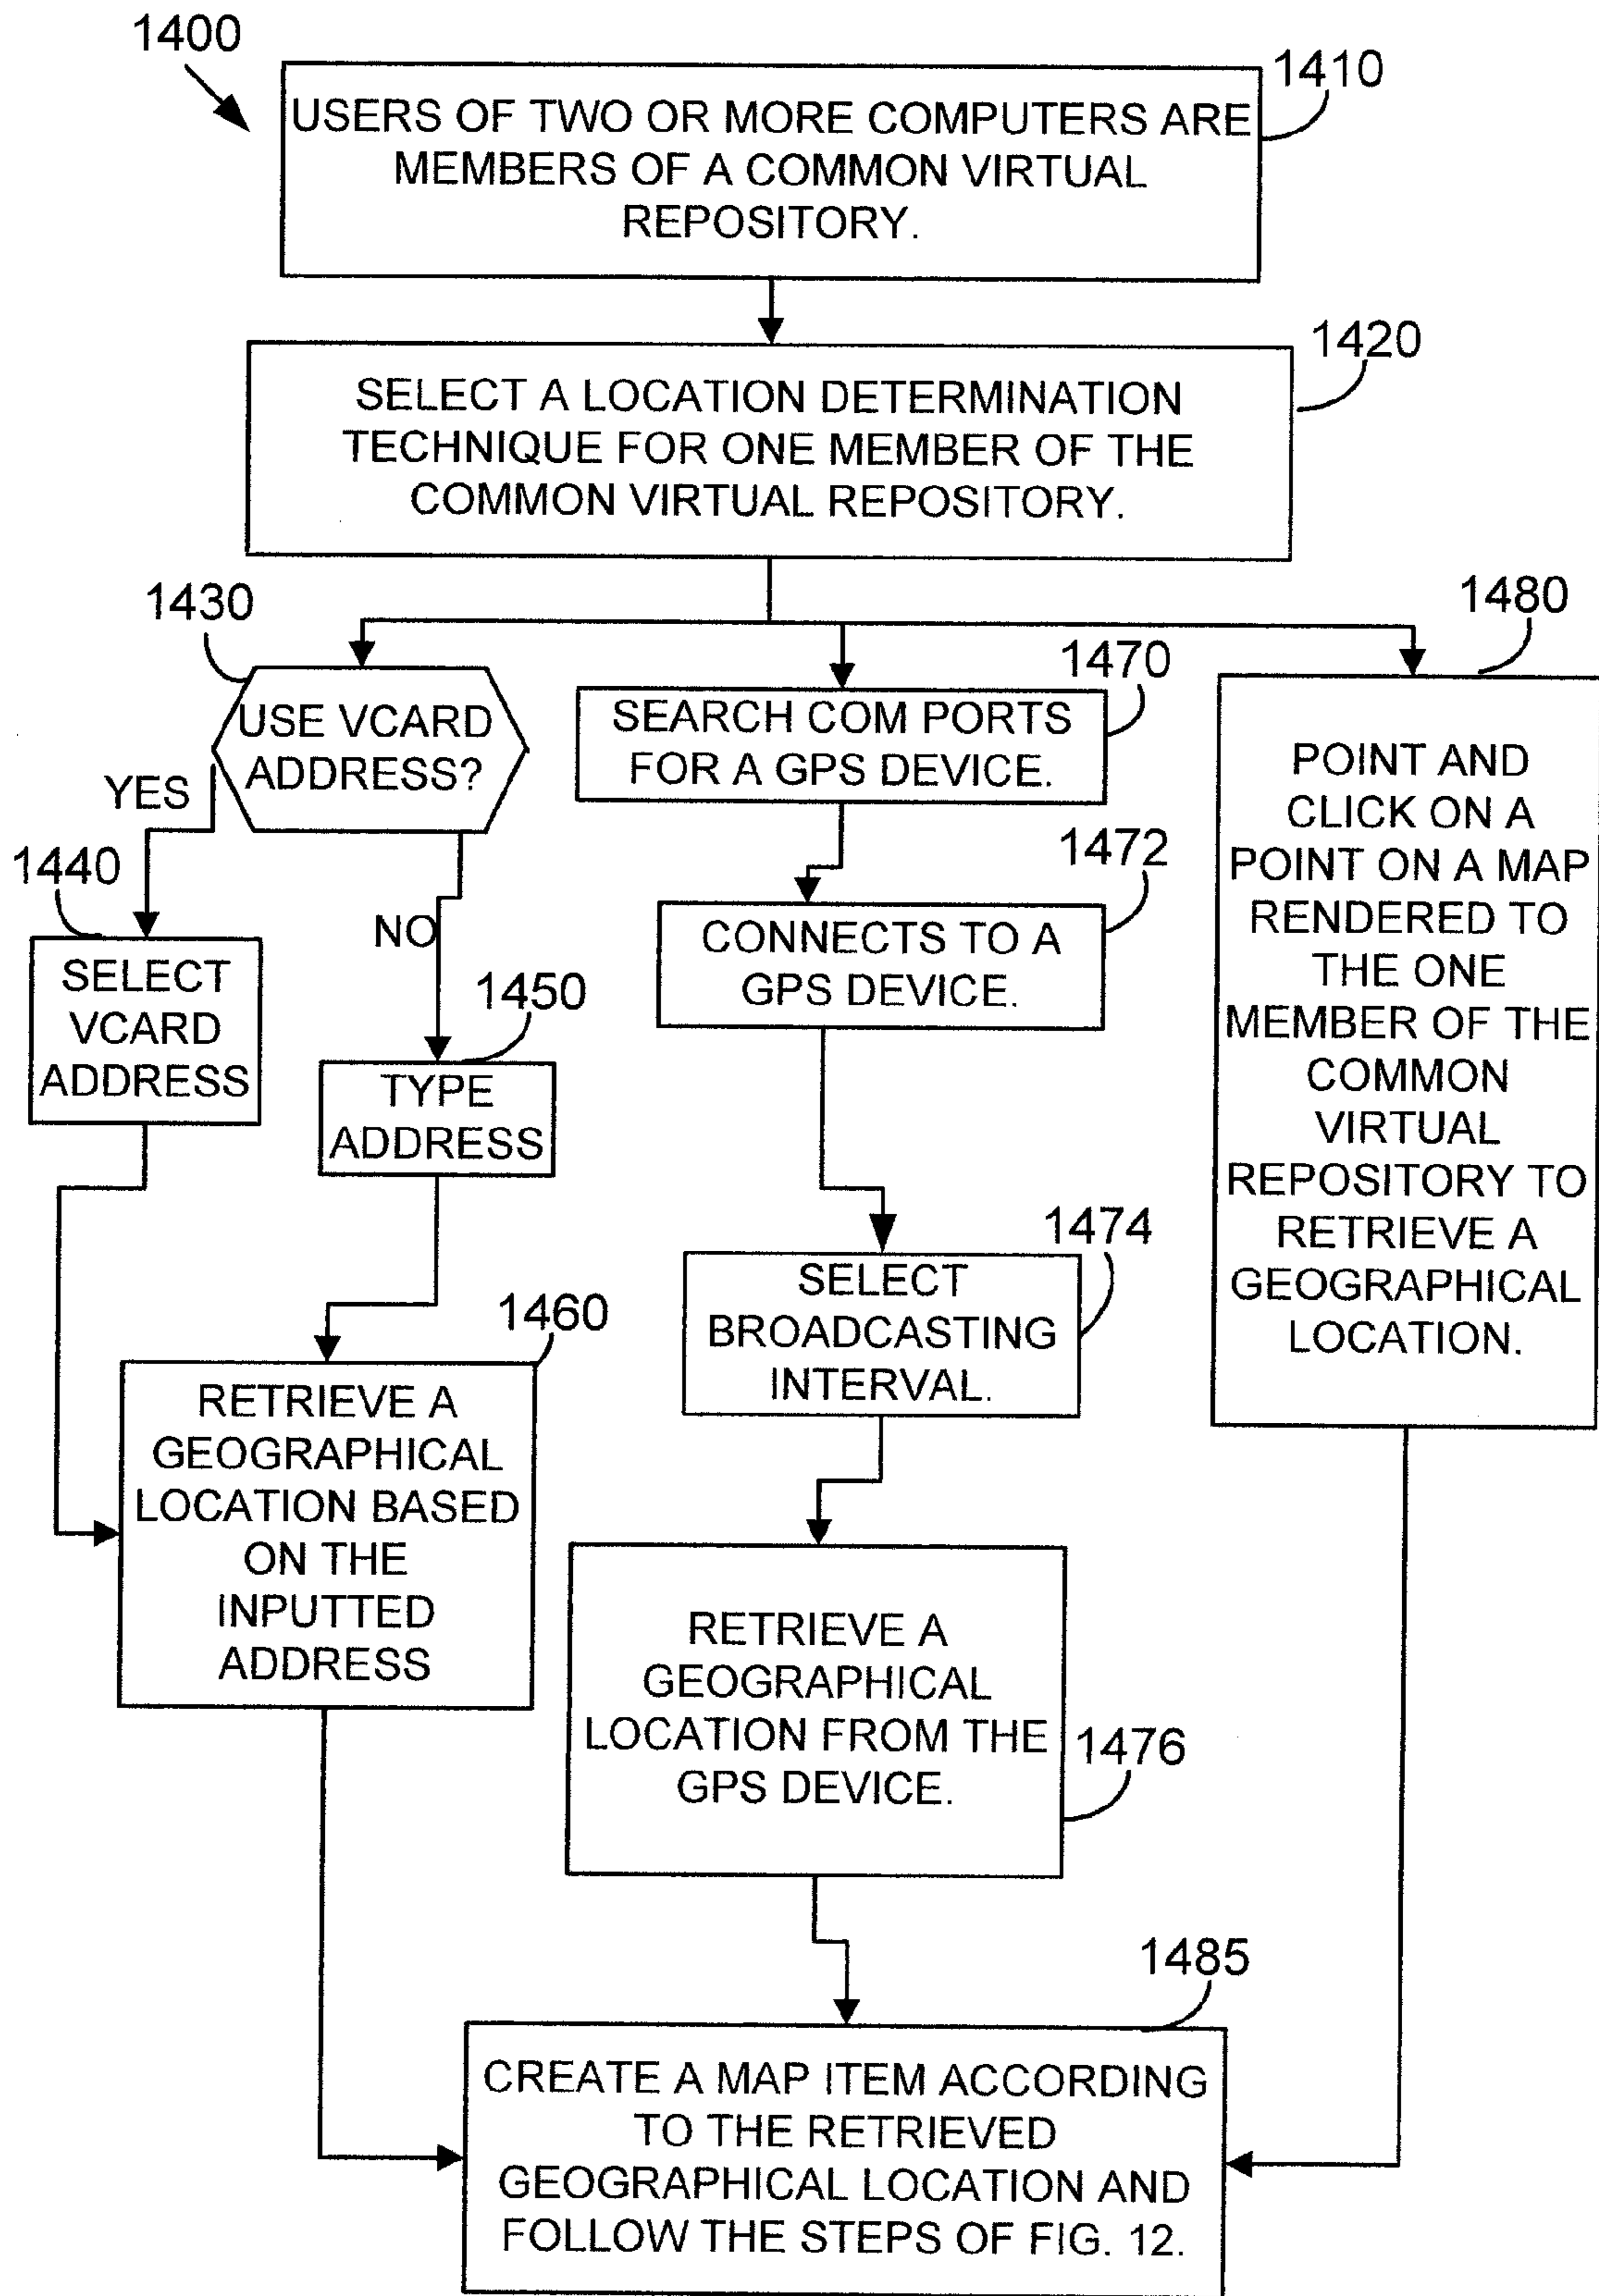 1400
1410
USERS OF TWO OR MORE COMPUTERS ARE
MEMBERS OF A COMMON VIRTUAL
REPOSITORY.
1420
SELECT A LOCATION DETERMINATION
TECHNIQUE FOR ONE MEMBER OF THE
COMMON VIRTUAL REPOSITORY.
1430
USE VCARD
ADDRESS?
YES
NO
1440
SELECT
VCARD
ADDRESS
1450
TYPE
ADDRESS
1460
RETRIEVE A
GEOGRAPHICAL
LOCATION BASED
ON THE
INPUTTED
ADDRESS
1470
SEARCH COM PORTS
FOR A GPS DEVICE.
1472
CONNECTS TO A
GPS DEVICE.
1474
SELECT
BROADCASTING
INTERVAL.
1476
RETRIEVE A
GEOGRAPHICAL
LOCATION FROM THE
GPS DEVICE.
1480
POINT AND
CLICK ON A
POINT ON A MAP
RENDERED TO
THE ONE
MEMBER OF THE
COMMON
VIRTUAL
REPOSITORY TO
RETRIEVE A
GEOGRAPHICAL
LOCATION.
1485
CREATE A MAP ITEM ACCORDING
TO THE RETRIEVED
GEOGRAPHICAL LOCATION AND
FOLLOW THE STEPS OF FIG. 12.